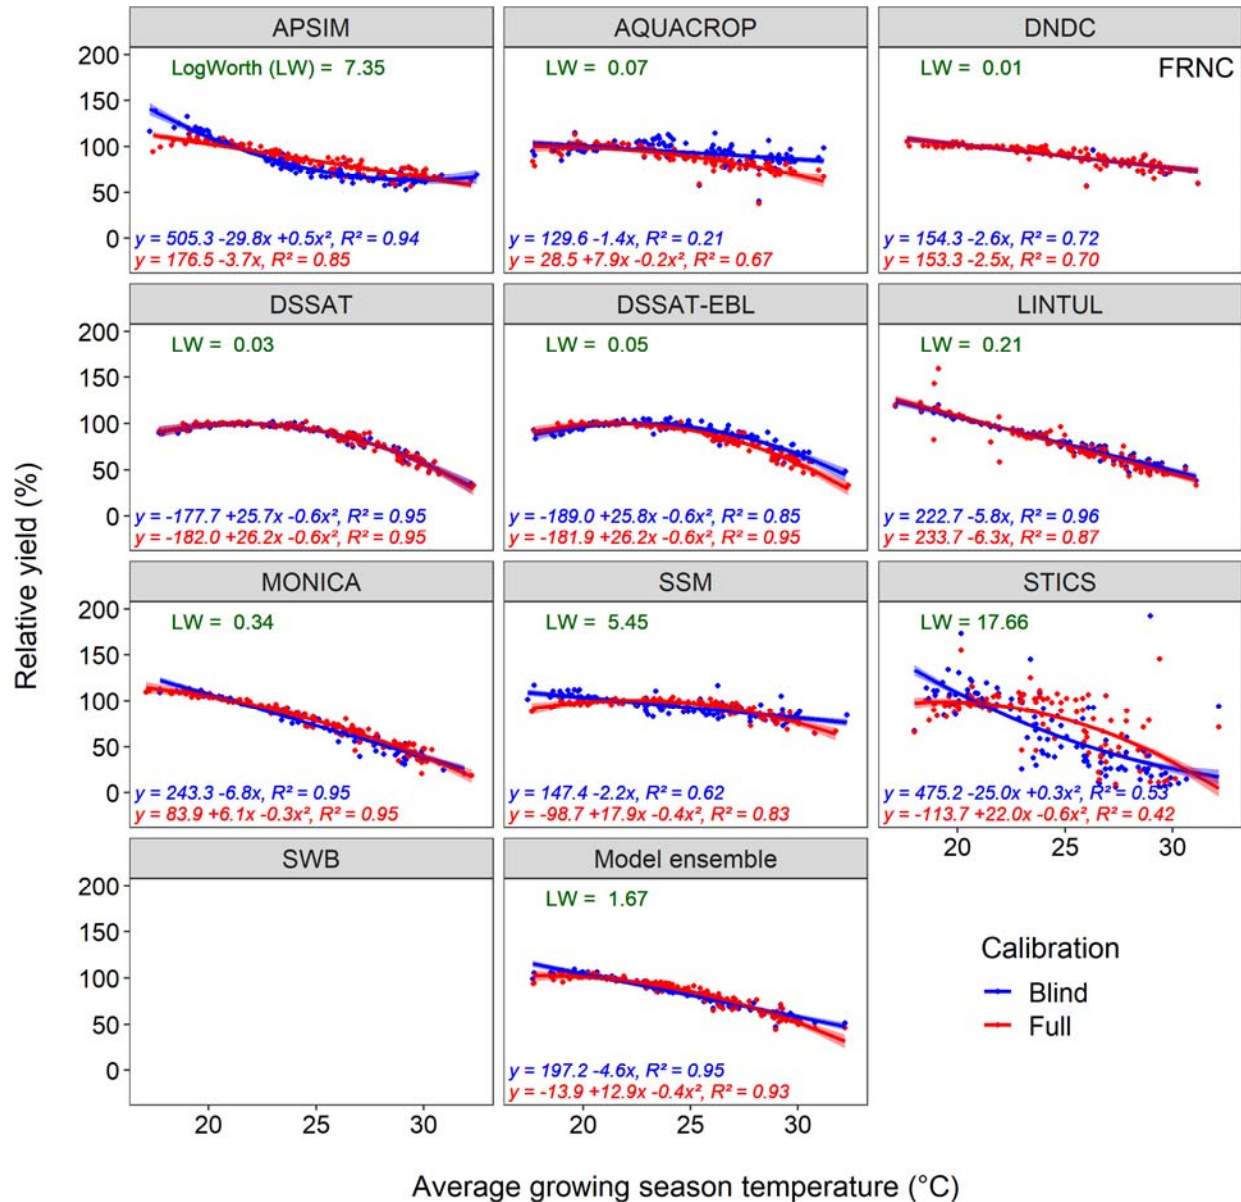 APSIM
AQUACROP
DNDC
LogWorth (LW) = 7.35
LW = 0.07
LW = 0.01
FRNC
200
150
100
50
0
y = 505.3 -29.8x +0.5x², R² = 0.94
y = 176.5 -3.7x, R² = 0.85
y = 129.6 -1.4x, R² = 0.21
y = 28.5 +7.9x -0.2x², R² = 0.67
y = 154.3 -2.6x, R² = 0.72
y = 153.3 -2.5x, R² = 0.70
DSSAT
DSSAT-EBL
LINTUL
LW = 0.03
LW = 0.05
LW = 0.21
200
150
100
50
0
y = -177.7 +25.7x -0.6x², R² = 0.95
y = -182.0 +26.2x -0.6x², R² = 0.95
y = -189.0 +25.8x -0.6x², R² = 0.85
y = -181.9 +26.2x -0.6x², R² = 0.95
y = 222.7 -5.8x, R² = 0.96
y = 233.7 -6.3x, R² = 0.87
Relative yield (%)
MONICA
SSM
STICS
LW = 0.34
LW = 5.45
LW = 17.66
200
150
100
50
0
y = 243.3 -6.8x, R² = 0.95
y = 83.9 +6.1x -0.3x², R² = 0.95
y = 147.4 -2.2x, R² = 0.62
y = -98.7 +17.9x -0.4x², R² = 0.83
y = 475.2 -25.0x +0.3x², R² = 0.53
y = -113.7 +22.0x -0.6x², R² = 0.42
20 25 30
SWB
Model ensemble
LW = 1.67
200
150
100
50
0
y = 197.2 -4.6x, R² = 0.95
y = -13.9 +12.9x -0.4x², R² = 0.93
Calibration
Blind
Full
20 25 30
20 25 30
Average growing season temperature (°C)